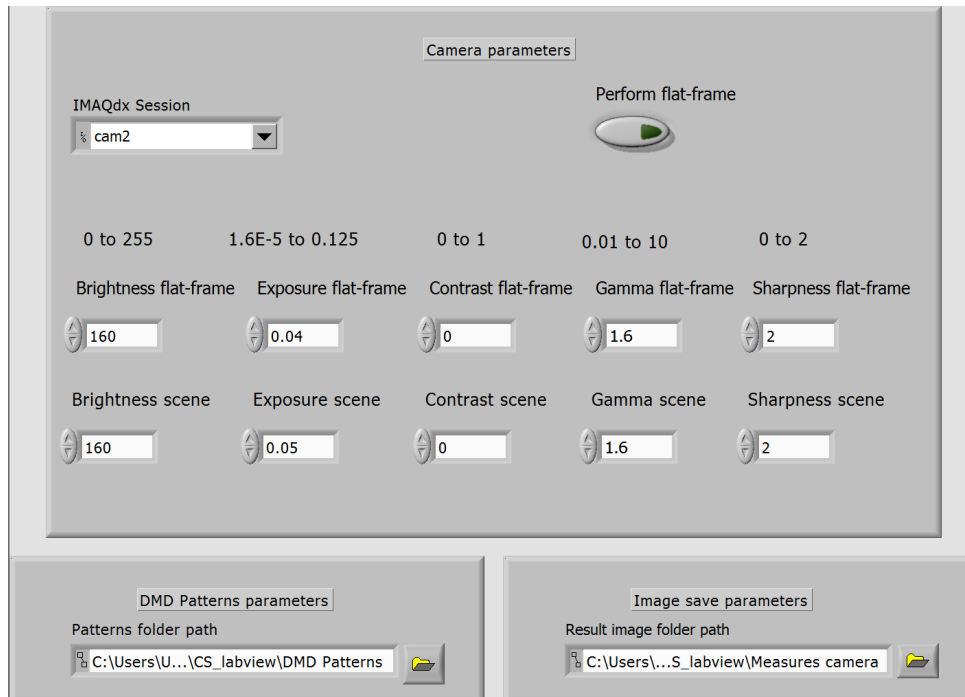 Camera parameters
IMAQdx Session
cam2
Perform flat-frame
0 to 255
1.6E-5 to 0.125
0 to 1
0.01 to 10
0 to 2
Brightness flat-frame
Exposure flat-frame
Contrast flat-frame
Gamma flat-frame
Sharpness flat-frame
160
0.04
0
1.6
2
Brightness scene
Exposure scene
Contrast scene
Gamma scene
Sharpness scene
160
0.05
0
1.6
2
DMD Patterns parameters
Patterns folder path
C:\Users\U...\CS_labview\DMD Patterns
Image save parameters
Result image folder path
C:\Users\...S_labview\Measures camera